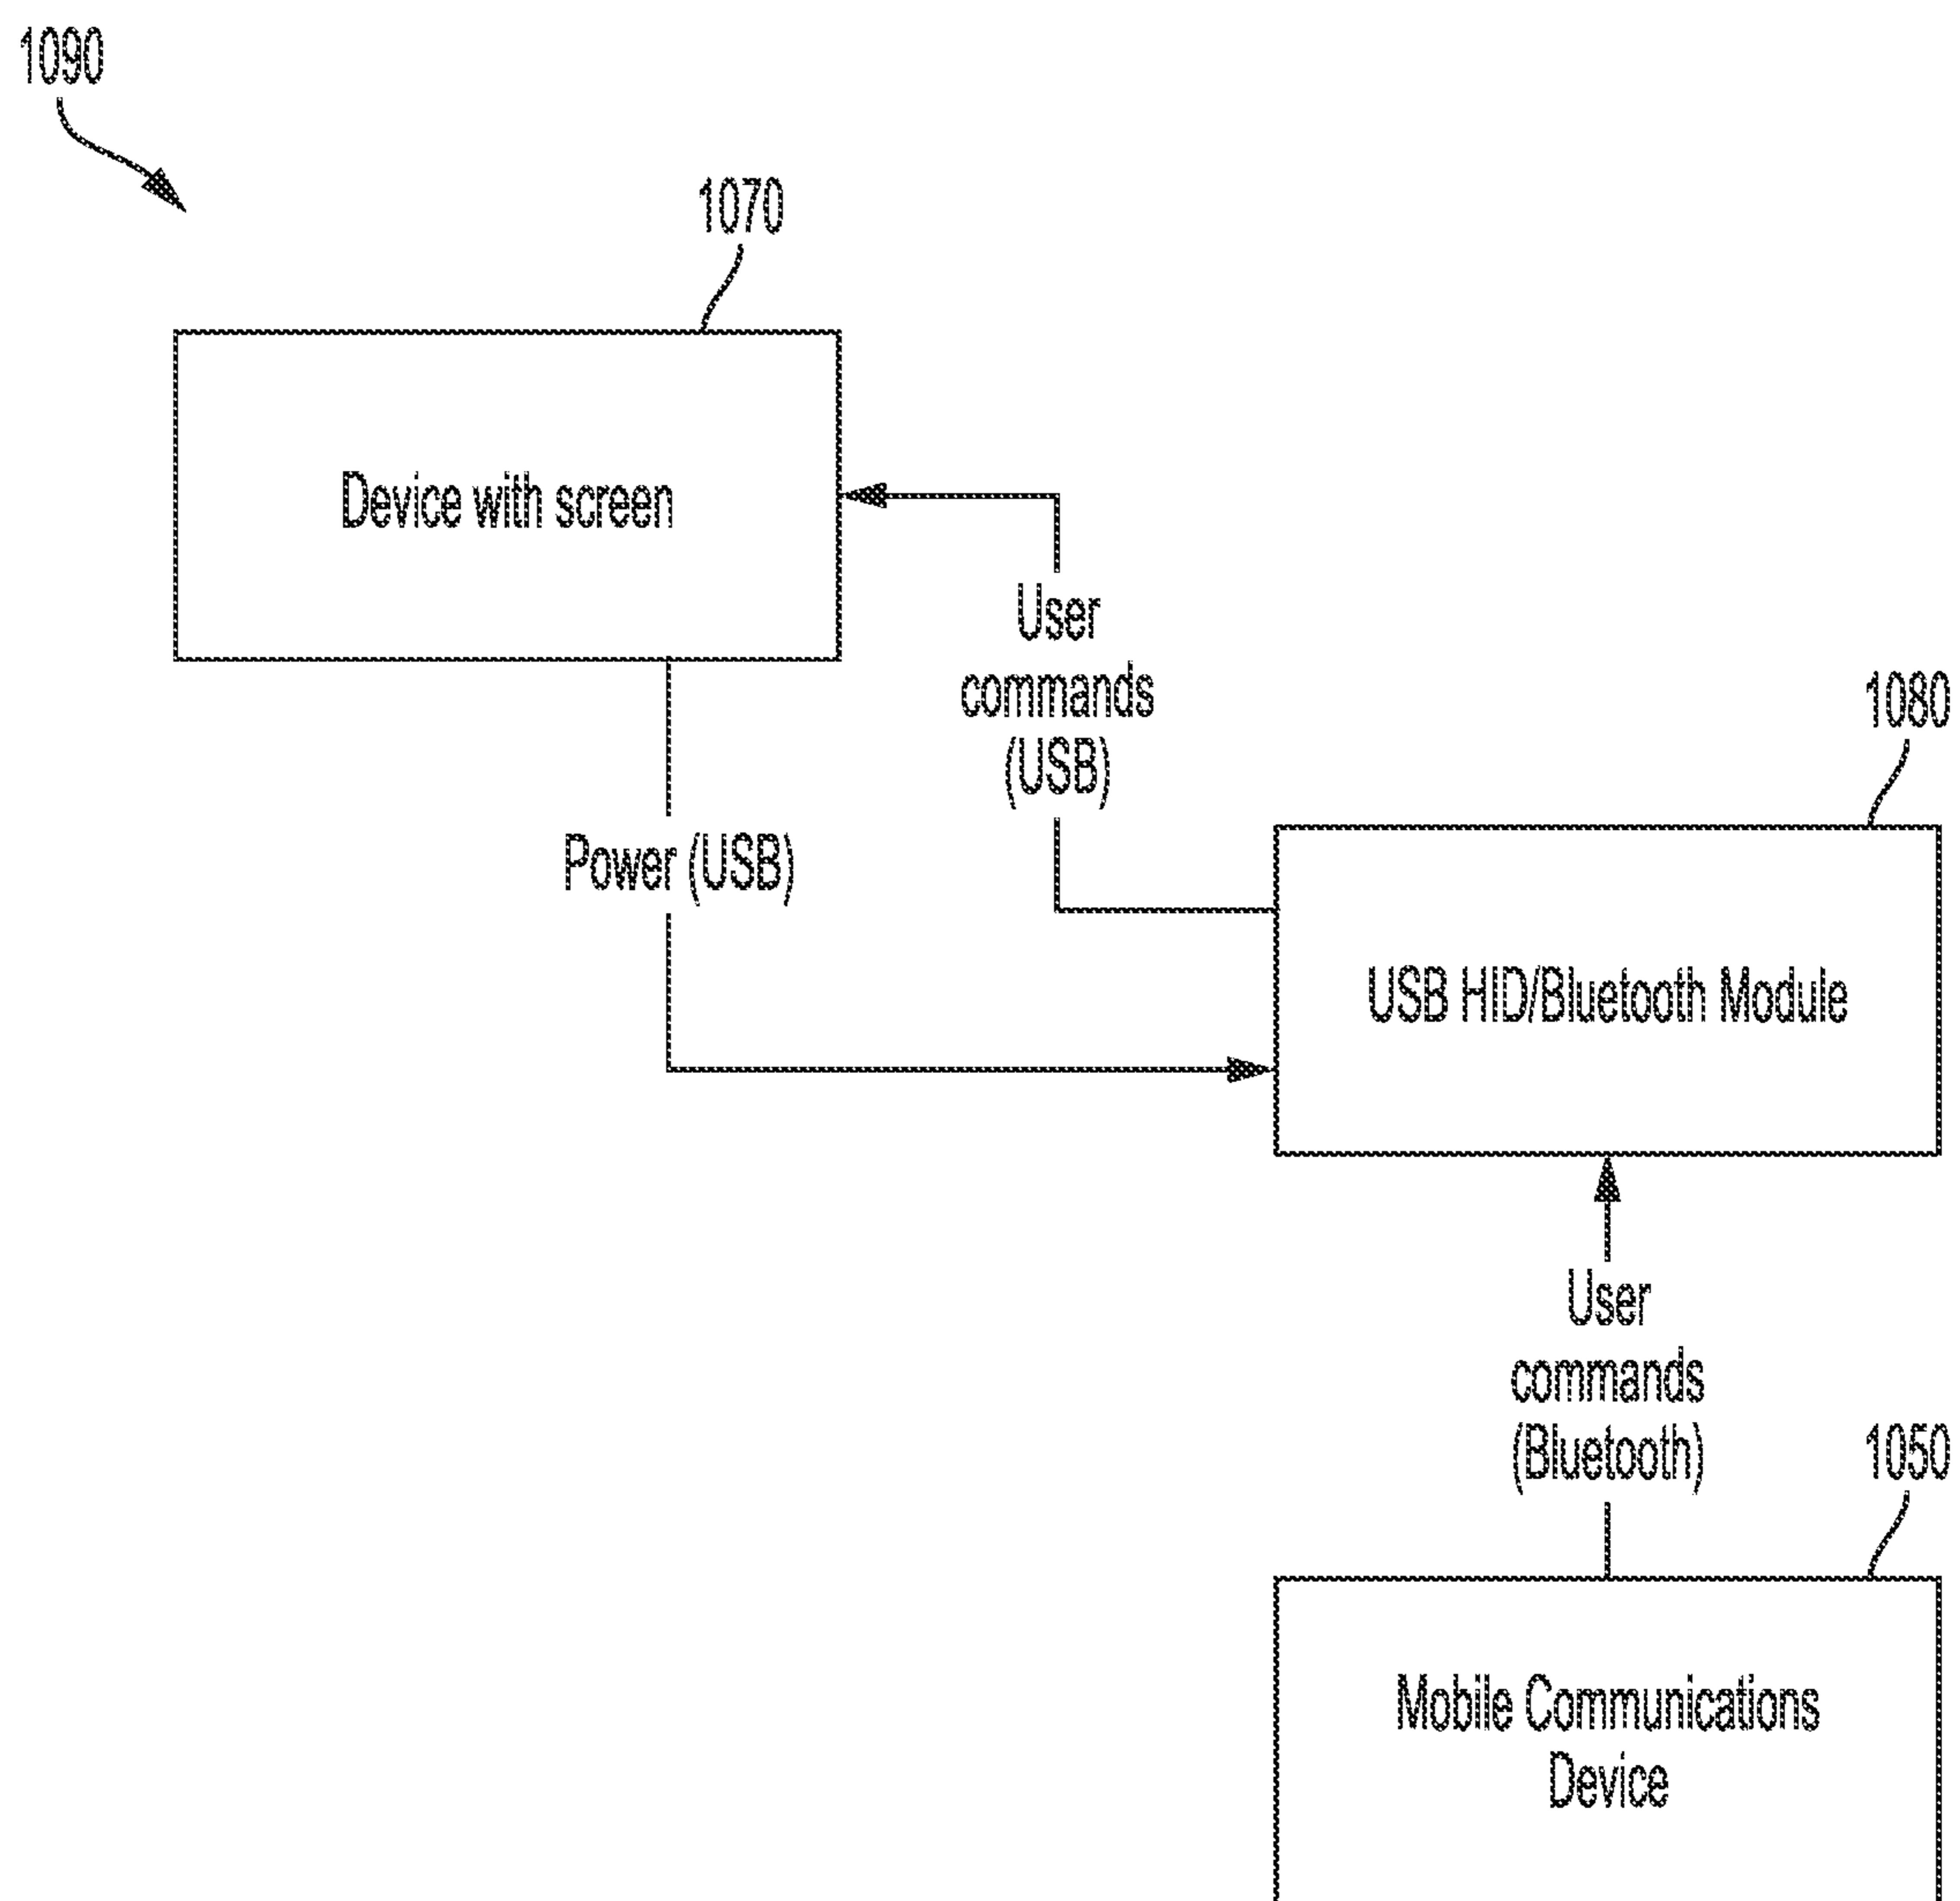 1090
1070
Device with screen
User
commands
(USB)
1080
Power (USB)
USB HID/Bluetooth Module
User
commands
(Bluetooth)
1050
Mobile Communications
Device